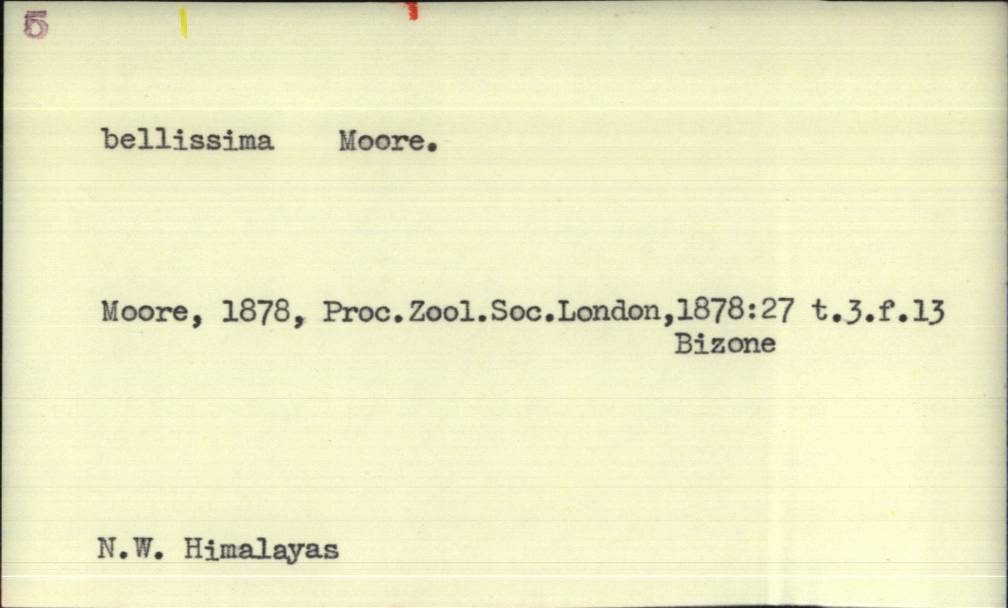 5
bellissima Moore.
Moore, 1878, Proc.Zool.Soc.London,1878:27 t.3.f.13
Bizone
N.W. Himalayas